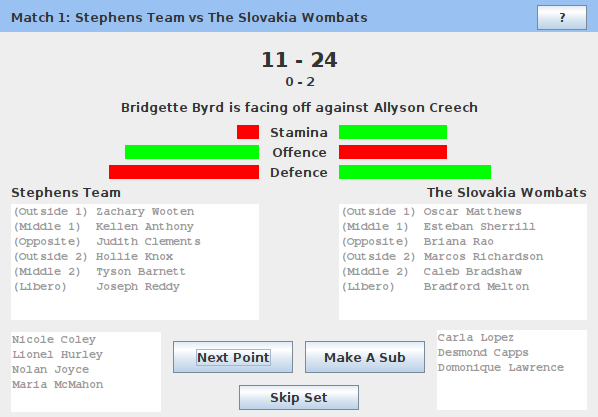 Match 1: Stephens Team vs The Slovakia Wombats
?
11 - 24
0 - 2
Bridgette Byrd is facing off against Allyson Creech
Stamina
Offence
Defence
Stephens Team
The Slovakia Wombats
(Outside 1) Zachary Wooten
(Middle 1) Kellen Anthony
(Opposite) Judith Clements
(Outside 2) Hollie Knox
(Middle 2) Tyson Barnett
(Libero) Joseph Reddy
(Outside 1) Oscar Matthews
(Middle 1) Esteban Sherrill
(Opposite) Briana Rao
(Outside 2) Marcos Richardson
(Middle 2) Caleb Bradshaw
(Libero) Bradford Melton
Nicole Coley
Lionel Hurley
Nolan Joyce
Maria McMahon
Next Point
Make A Sub
Skip Set
Carla Lopez
Desmond Capps
Domonique Lawrence